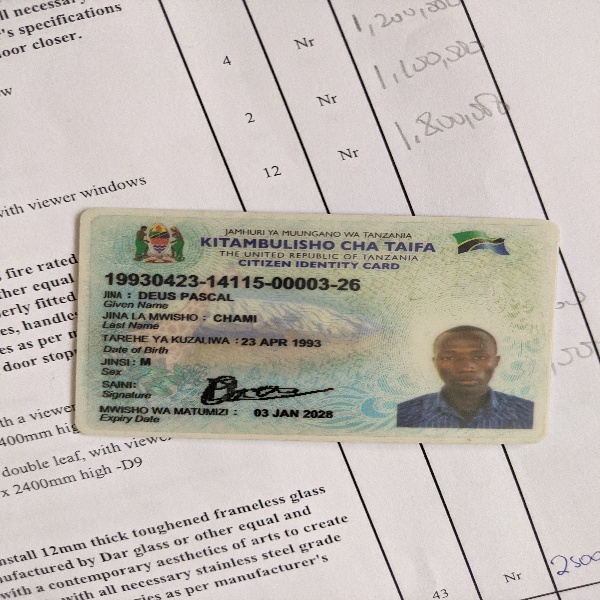 all necessary
's specifications
oor closer.
4
Nr
1,200,000
2
Nr
1,100,000
12
Nr
1,800,000
with viewer windows
JAMHURI YA MUUNGANO WA TANZANIA
KITAMBULISHO CHA TAIFA
THE UNITED REPUBLIC OF TANZANIA
CITIZEN IDENTITY CARD
19930423-14115-00003-26
JINA : DEUS PASCAL
Given Name
JINA LA MWISHO : CHAMI
Last Name
TAREHE YA KUZALIWA : 23 APR 1993
Date of Birth
JINSI: M
Sex
SAINI:
Signature
MWISHO WA MATUMIZI : 03 JAN 2028
Expiry Date
fire rated
ther equal
erly fitted
es, handles
es as per m
door stop
th a viewer
400mm hig
double leaf, with viewe
x 2400mm high -D9
nstall 12mm thick toughened frameless glass
nufactured by Dar glass or other equal and
with a contemporary aesthetics of arts to create
with all necessary stainless steel grade
ries as per manufacturer's
43
Nr
2500